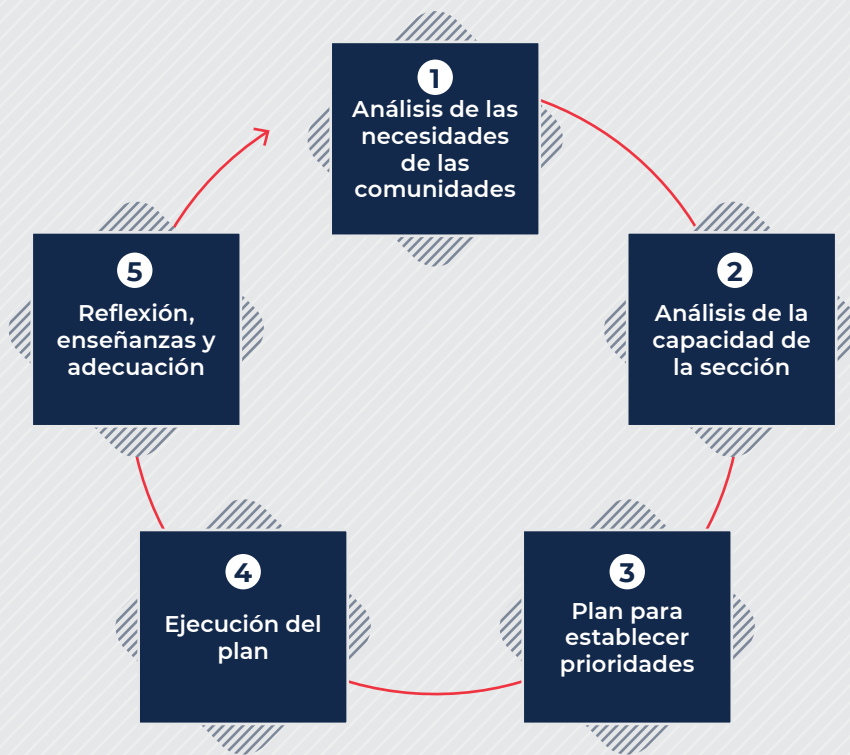 1
Análisis de las
necesidades
de las
comunidades
2
Análisis de la
capacidad de
la sección
3
Plan para
establecer
prioridades
4
Ejecución del
plan
5
Reflexión,
enseñanzas y
adecuación